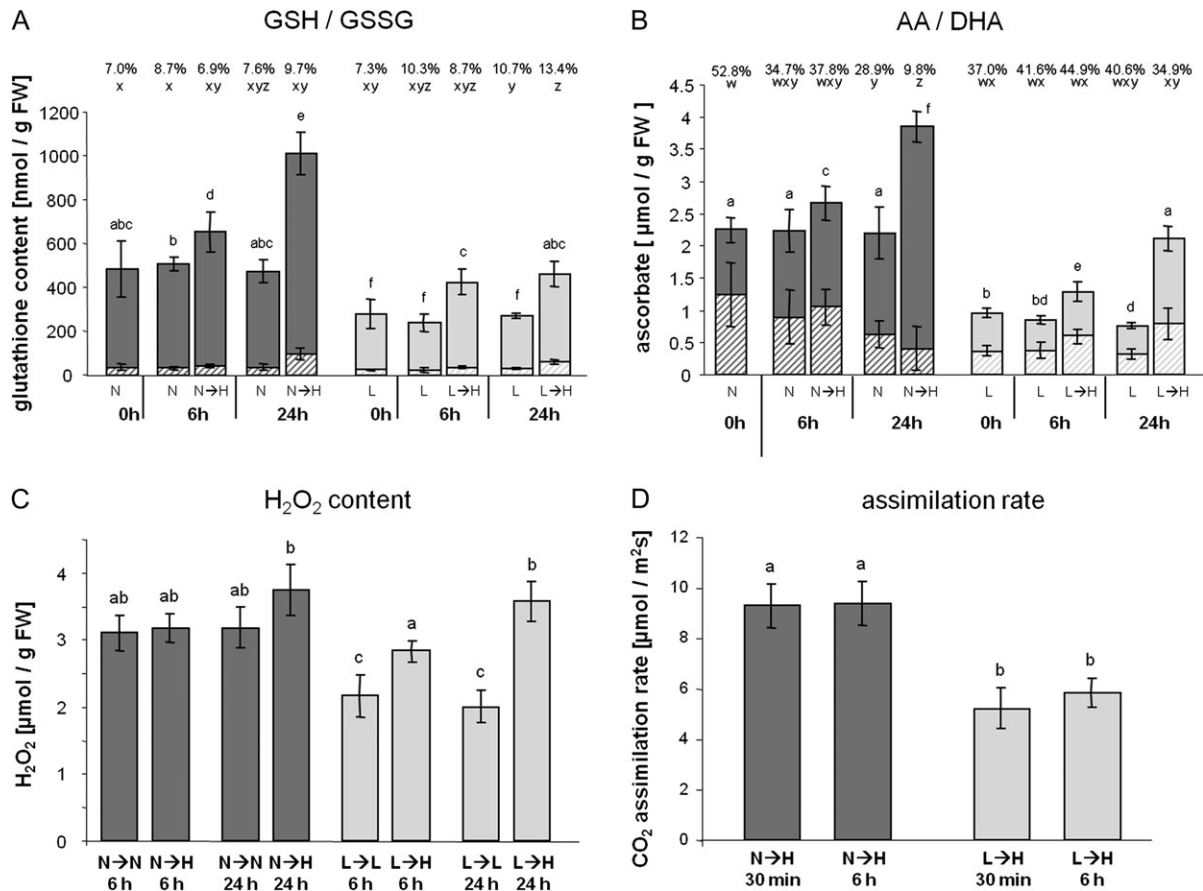 A
GSH / GSSG
7.0% 8.7% 6.9% 7.6% 9.7% 7.3% 10.3% 8.7% 10.7% 13.4%
x x xy xyz xy xy xyz xyz y z
glutathione content [nmol / g FW]
1200
1000
800
600
400
200
0
abc b d abc e f f c f abc
N N N→H N N→H L L L→H L L→H
0h 6h 24h 0h 6h 24h
B
AA / DHA
52.8% 34.7% 37.8% 28.9% 9.8% 37.0% 41.6% 44.9% 40.6% 34.9%
w wxy wxy y z wx wx wx wxy xy
ascorbate [ µmol / g FW]
4.5
4
3.5
3
2.5
2
1.5
1
0.5
0
a a c a f b bd e d a
N N N→H N N→H L L L→H L L→H
0h 6h 24h 0h 6h 24h
C
H₂O₂ content
H₂O₂ [µmol / g FW]
4
3
2
1
0
ab ab ab b c a c b
N→N N→H N→N N→H L→L L→H L→L L→H
6 h 6 h 24 h 24 h 6 h 6 h 24 h 24 h
D
assimilation rate
CO₂ assimilation rate [µmol / m²s]
12
10
8
6
4
2
0
a a b b
N→H N→H L→H L→H
30 min 6 h 30 min 6 h